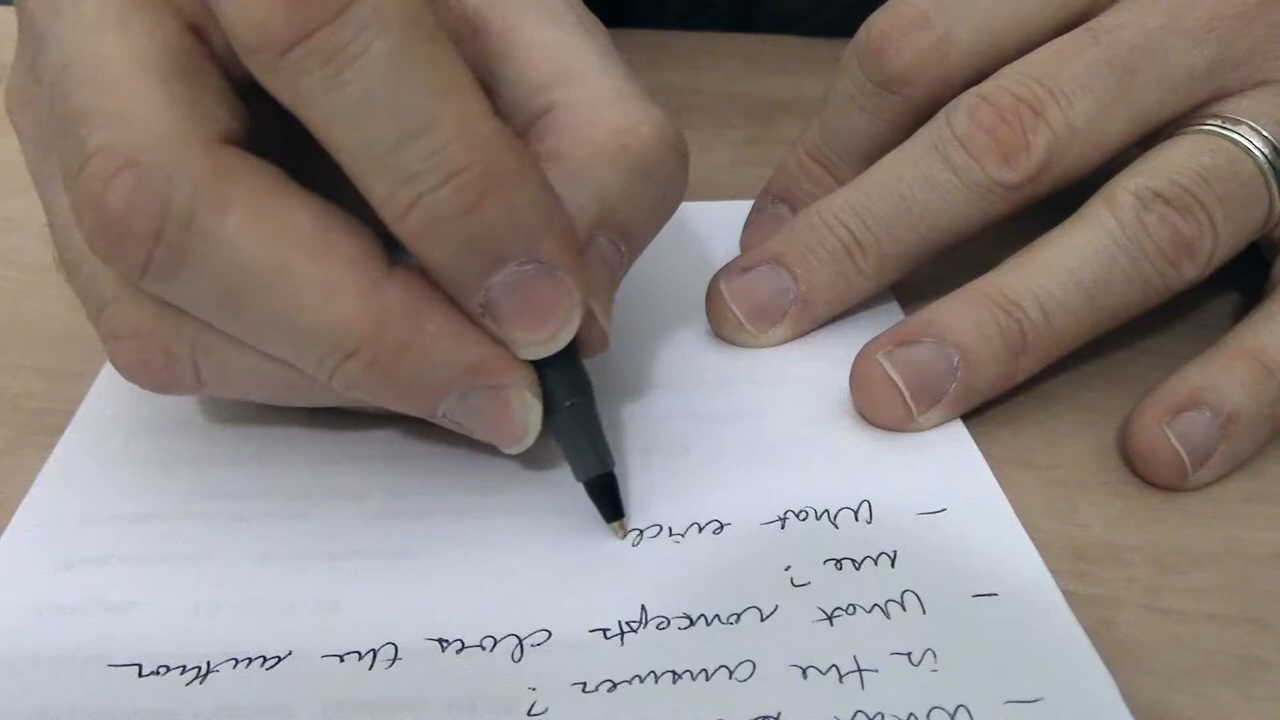 - What
is the answer?
- What concepts does the author
use?
- What evide